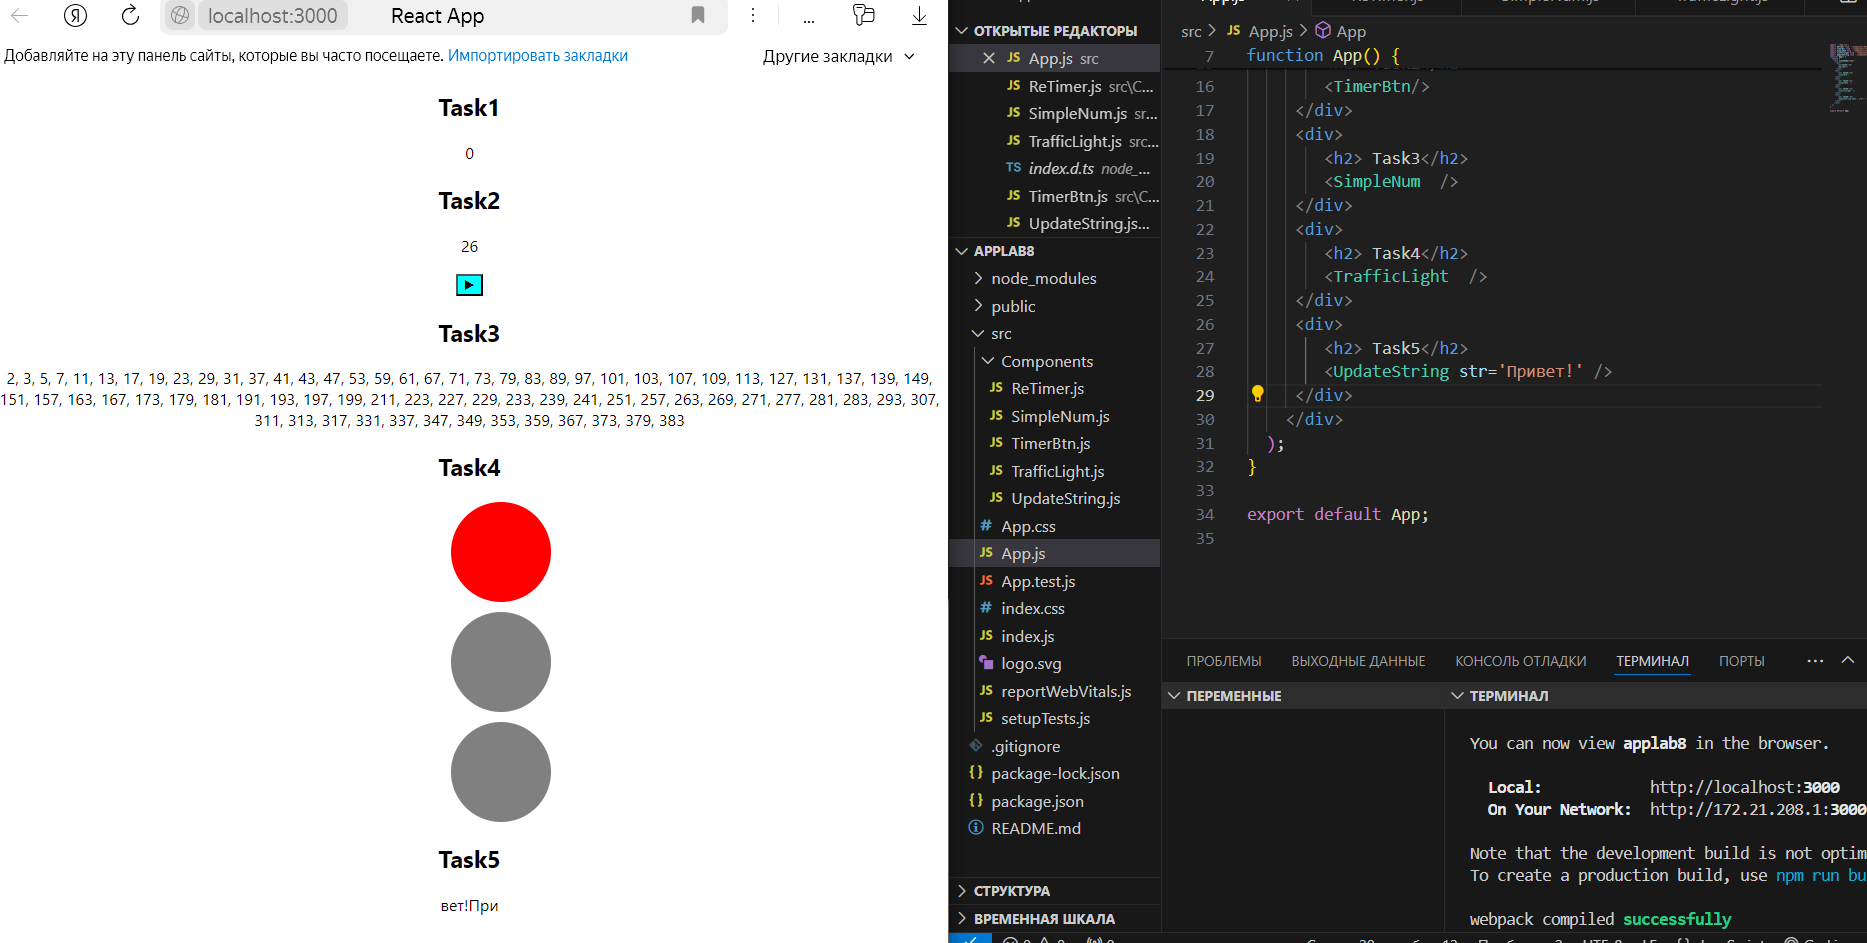 localhost:3000 React App
Добавляйте на эту панель сайты, которые вы часто посещаете. Импортировать закладки Другие закладки
Task1
0
Task2
26
Task3
2, 3, 5, 7, 11, 13, 17, 19, 23, 29, 31, 37, 41, 43, 47, 53, 59, 61, 67, 71, 73, 79, 83, 89, 97, 101, 103, 107, 109, 113, 127, 131, 137, 139, 149,
151, 157, 163, 167, 173, 179, 181, 191, 193, 197, 199, 211, 223, 227, 229, 233, 239, 241, 251, 257, 263, 269, 271, 277, 281, 283, 293, 307,
311, 313, 317, 331, 337, 347, 349, 353, 359, 367, 373, 379, 383
Task4
Task5
вет!При
ОТКРЫТЫЕ РЕДАКТОРЫ
JS App.js src
JS ReTimer.js src\C...
JS SimpleNum.js sr...
JS TrafficLight.js src...
TS index.d.ts node_...
JS TimerBtn.js src\C...
JS UpdateString.js...
APPLAB8
node_modules
public
src
Components
JS ReTimer.js
JS SimpleNum.js
JS TimerBtn.js
JS TrafficLight.js
JS UpdateString.js
# App.css
JS App.js
JS App.test.js
# index.css
JS index.js
logo.svg
JS reportWebVitals.js
JS setupTests.js
.gitignore
{} package-lock.json
{} package.json
README.md
СТРУКТУРА
ВРЕМЕННАЯ ШКАЛА
src > JS App.js > App
7 function App() {
16 <TimerBtn/>
17 </div>
18 <div>
19 <h2> Task3</h2>
20 <SimpleNum />
21 </div>
22 <div>
23 <h2> Task4</h2>
24 <TrafficLight />
25 </div>
26 <div>
27 <h2> Task5</h2>
28 <UpdateString str='Привет!' />
29 </div>
30 </div>
31 );
32 }
33
34 export default App;
35
ПРОБЛЕМЫ ВЫХОДНЫЕ ДАННЫЕ КОНСОЛЬ ОТЛАДКИ ТЕРМИНАЛ ПОРТЫ
ПЕРЕМЕННЫЕ
ТЕРМИНАЛ
You can now view applab8 in the browser.
Local: http://localhost:3000
On Your Network: http://172.21.208.1:3000
Note that the development build is not optim
To create a production build, use npm run bu
webpack compiled successfully